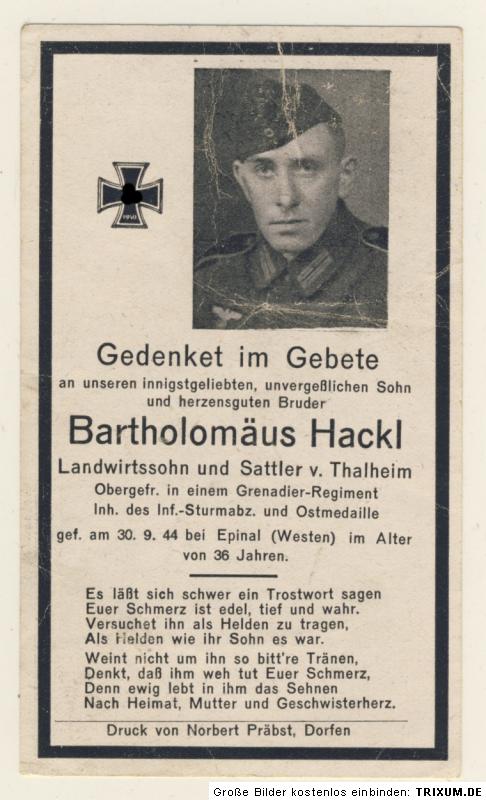 1940
Gedenket im Gebete
an unseren innigstgeliebten, unvergeßlichen Sohn
und herzensguten Bruder
Bartholomäus Hackl
Landwirtssohn und Sattler v. Thalheim
Obergefr. in einem Grenadier-Regiment
Inh. des Inf.-Sturmabz. und Ostmedaille
gef. am 30. 9. 44 bei Epinal (Westen) im Alter
von 36 Jahren.
Es läßt sich schwer ein Trostwort sagen
Euer Schmerz ist edel, tief und wahr.
Versuchet ihn als Helden zu tragen,
Als Helden wie ihr Sohn es war.
Weint nicht um ihn so bitt're Tränen,
Denkt, daß ihm weh tut Euer Schmerz,
Denn ewig lebt in ihm das Sehnen
Nach Heimat, Mutter und Geschwisterherz.
Druck von Norbert Präbst, Dorfen
Große Bilder kostenlos einbinden: TRIXUM.DE